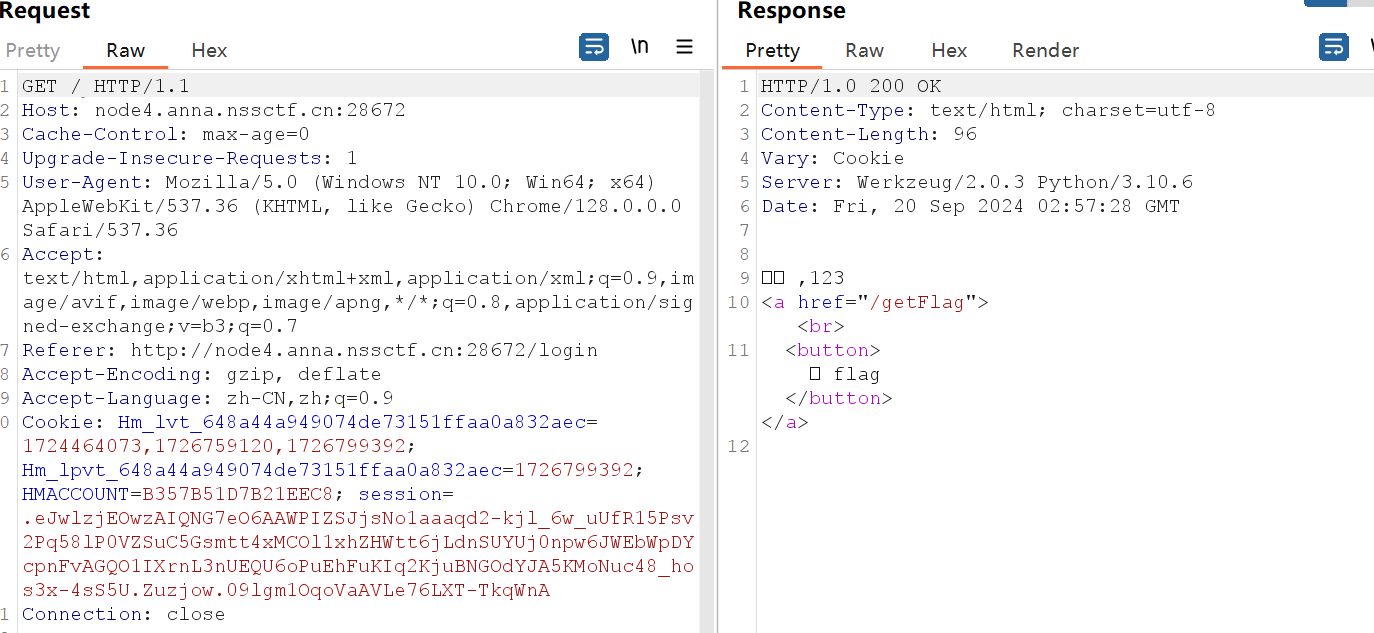 Request
Pretty Raw Hex \n
1 GET / HTTP/1.1
2 Host: node4.anna.nssctf.cn:28672
3 Cache-Control: max-age=0
4 Upgrade-Insecure-Requests: 1
5 User-Agent: Mozilla/5.0 (Windows NT 10.0; Win64; x64)
AppleWebKit/537.36 (KHTML, like Gecko) Chrome/128.0.0.0
Safari/537.36
6 Accept:
text/html,application/xhtml+xml,application/xml;q=0.9,im
age/avif,image/webp,image/apng,*/*;q=0.8,application/sig
ned-exchange;v=b3;q=0.7
7 Referer: http://node4.anna.nssctf.cn:28672/login
8 Accept-Encoding: gzip, deflate
9 Accept-Language: zh-CN,zh;q=0.9
0 Cookie: Hm_lvt_648a44a949074de73151ffaa0a832aec=
1724464073,1726759120,1726799392;
Hm_lpvt_648a44a949074de73151ffaa0a832aec=1726799392;
HMACCOUNT=B357B51D7B21EEC8; session=
.eJwlzjEOwzAIQNG7eO6AAWPIZSJjsNo1aaaqd2-kjl_6w_uUfR15Psv
2Pq58lP0VZSuC5Gsmtt4xMCOl1xhZHWtt6jLdnSUYUj0npw6JWEbWpDY
cpnFvAGQO1IXrnL3nUEQU6oPuEhFuKIq2KjuBNGOdYJA5KMoNuc48_ho
s3x-4sS5U.Zuzjow.09lgm1OqoVaAVLe76LXT-TkqWnA
1 Connection: close
Response
Pretty Raw Hex Render
1 HTTP/1.0 200 OK
2 Content-Type: text/html; charset=utf-8
3 Content-Length: 96
4 Vary: Cookie
5 Server: Werkzeug/2.0.3 Python/3.10.6
6 Date: Fri, 20 Sep 2024 02:57:28 GMT
7
8
9 □□ ,123
10 <a href="/getFlag">
<br>
11 <button>
□ flag
</button>
</a>
12